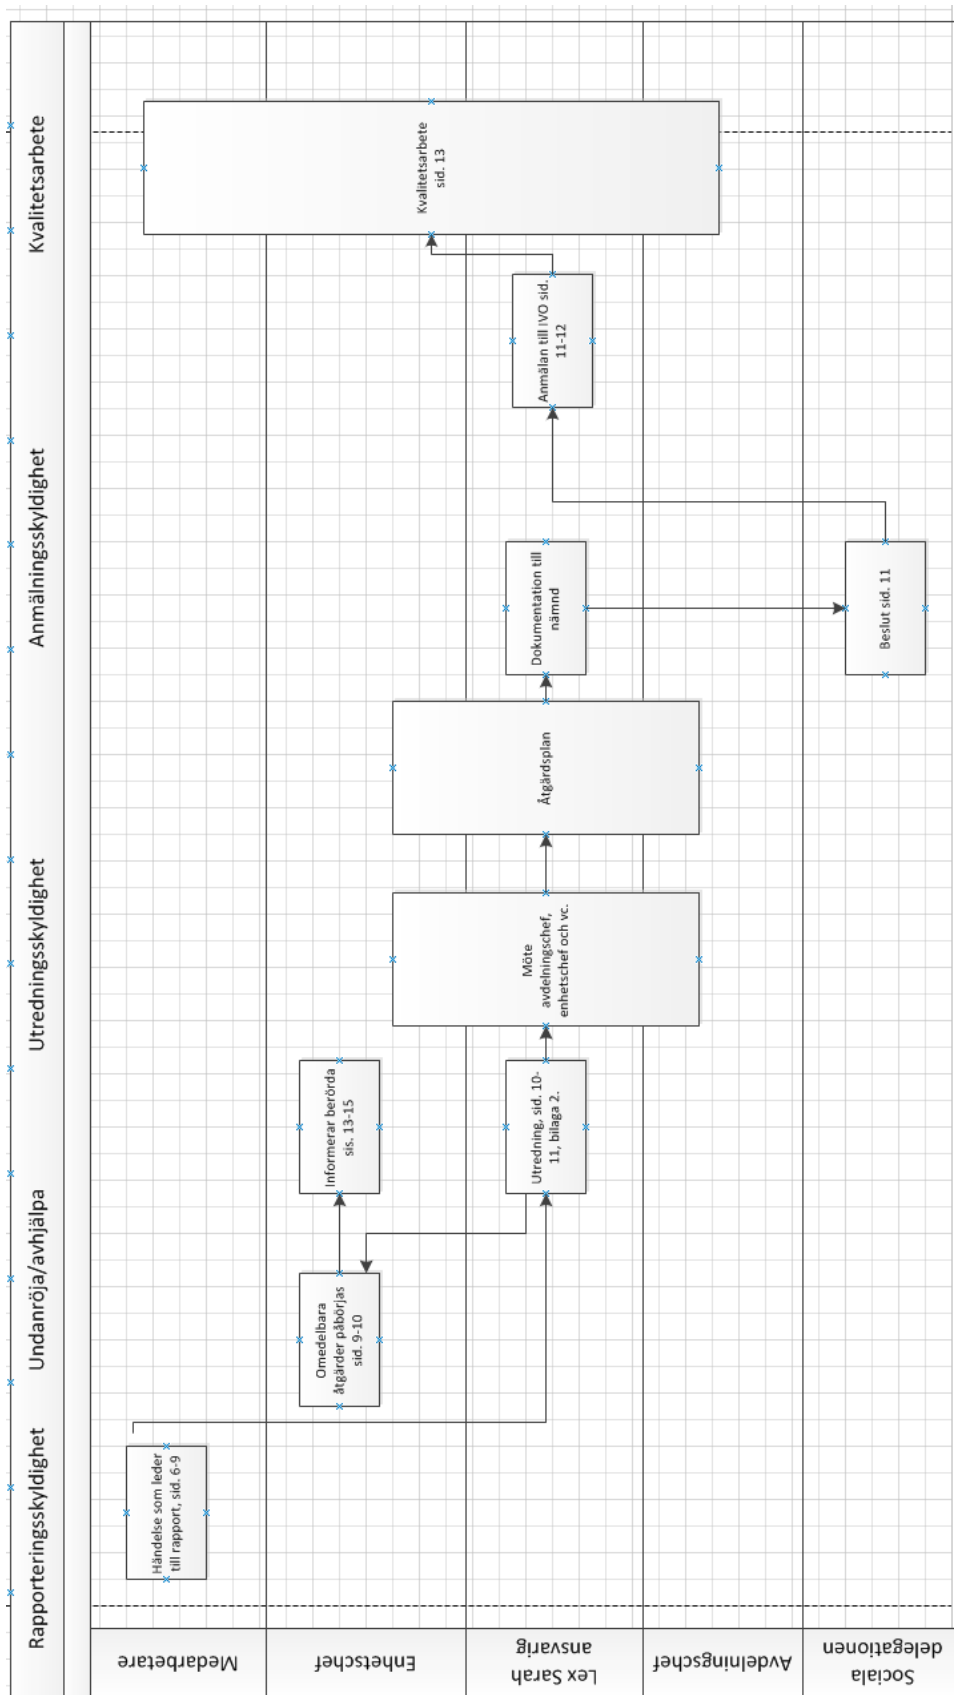 Rapporteringsskyldighet
Undanröja/avhjälpa
Utredningsskyldighet
Anmälningsskyldighet
Kvalitetsarbete
Medarbetare
Händelse som leder
till rapport, sid. 6-9
Enhetschef
Omedelbara
åtgärder påbörjas
sid. 9-10
Informerar berörda
sis. 13-15
Lex Sarah
ansvarig
Utredning, sid. 10-
11, bilaga 2.
Möte
avdelningschef,
enhetschef och vc.
Åtgärdsplan
Dokumentation till
nämnd
Anmälan till IVO sid.
11-12
Kvalitetsarbete
sid. 13
Avdelningschef
Sociala
delegationen
Beslut sid. 11